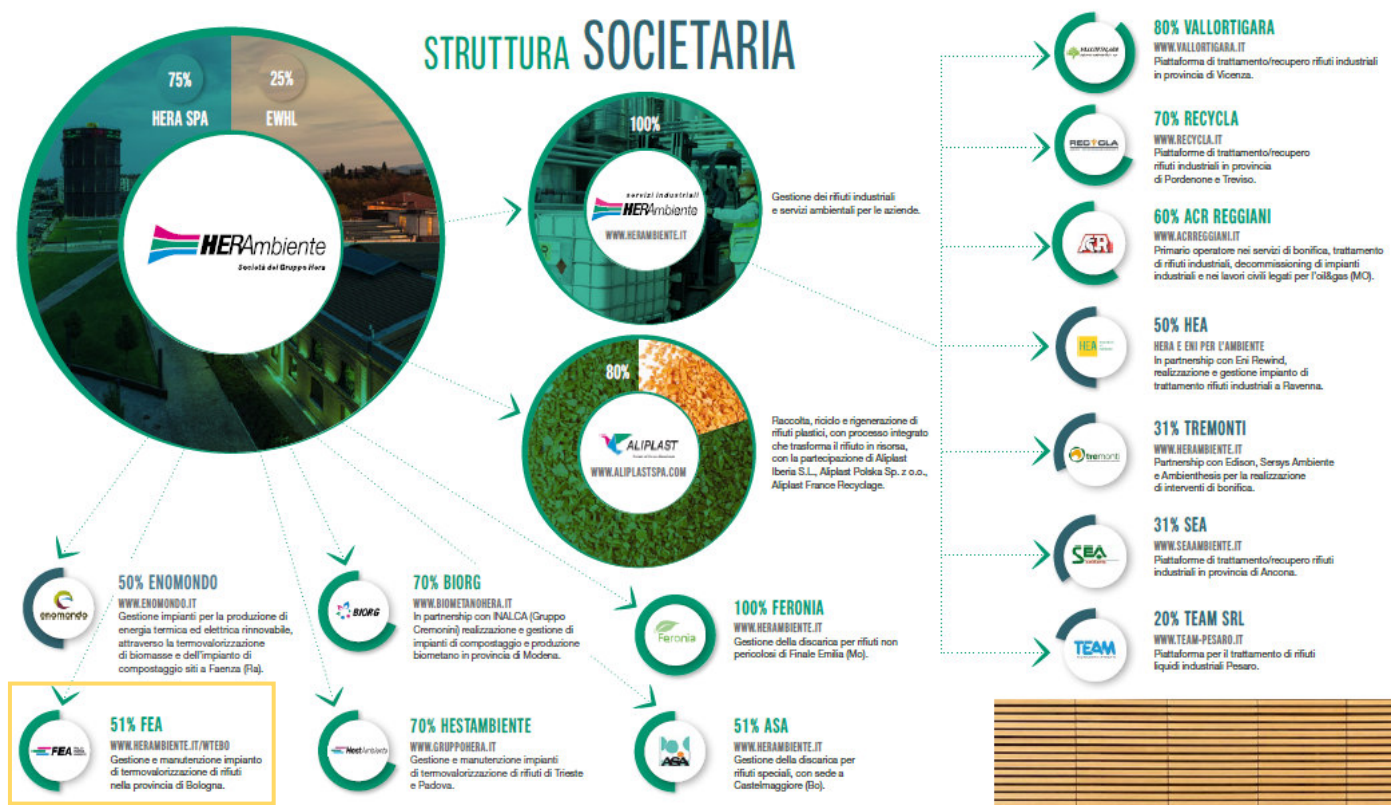 STRUTTURA SOCIETARIA
75%
HERA SPA
25%
EWHL
HERAmbiente
Società del Gruppo Hera
100%
servizi industriali
HERAmbiente
WWW.HERAMBIENTE.IT
Gestione dei rifiuti industriali
e servizi ambientali per le aziende.
80%
ALIPLAST
WWW.ALIPLASTSPA.COM
Raccolta, riciclo e rigenerazione di
rifiuti plastici, con processo integrato
che trasforma il rifiuto in risorsa,
con la partecipazione di Aliplast
Iberia S.L., Aliplast Polska Sp. z o.o.,
Aliplast France Recyclage.
VALLORTIGARA
80% VALLORTIGARA
WWW.VALLORTIGARA.IT
Piattaforma di trattamento/recupero rifiuti industriali
in provincia di Vicenza.
RECYCLA
70% RECYCLA
WWW.RECYCLA.IT
Piattaforme di trattamento/recupero
rifiuti industriali in provincia
di Pordenone e Treviso.
ACR
60% ACR REGGIANI
WWW.ACRREGGIANI.IT
Primario operatore nei servizi di bonifica, trattamento
di rifiuti industriali, decommissioning di impianti
industriali e nei lavori civili legati per l'oil&gas (MO).
HEA
50% HEA
HERA E ENI PER L'AMBIENTE
In partnership con Eni Rewind,
realizzazione e gestione impianto di
trattamento rifiuti industriali a Ravenna.
tremonti
31% TREMONTI
WWW.HERAMBIENTE.IT
Partnership con Edison, Sersys Ambiente
e Ambienthesis per la realizzazione
di interventi di bonifica.
SEA
31% SEA
WWW.SEAAMBIENTE.IT
Piattaforme di trattamento/recupero rifiuti
industriali in provincia di Ancona.
TEAM
20% TEAM SRL
WWW.TEAM-PESARO.IT
Piattaforma per il trattamento di rifiuti
liquidi industriali Pesaro.
enomondo
50% ENOMONDO
WWW.ENOMONDO.IT
Gestione impianti per la produzione di
energia termica ed elettrica rinnovabile,
attraverso la termovalorizzazione
di biomasse e dell'impianto di
compostaggio siti a Faenza (Ra).
BIORG
70% BIORG
WWW.BIOMETANOHERA.IT
In partnership con INALCA (Gruppo
Cremonini) realizzazione e gestione di
impianti di compostaggio e produzione
biometano in provincia di Modena.
Feronia
100% FERONIA
WWW.HERAMBIENTE.IT
Gestione della discarica per rifiuti non
pericolosi di Finale Emilia (Mo).
FEA
51% FEA
WWW.HERAMBIENTE.IT/WTEBO
Gestione e manutenzione impianto
di termovalorizzazione di rifiuti
nella provincia di Bologna.
HestAmbiente
70% HESTAMBIENTE
WWW.GRUPPOHERA.IT
Gestione e manutenzione impianti
di termovalorizzazione di rifiuti di Trieste
e Padova.
ASA
51% ASA
WWW.HERAMBIENTE.IT
Gestione della discarica per
rifiuti speciali, con sede a
Castelmaggiore (Bo).